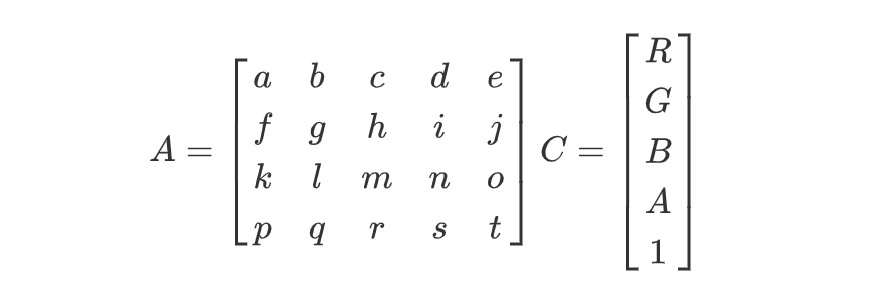 A = [a b c d e
f g h i j
k l m n o
p q r s t] C = [R
G
B
A
1]